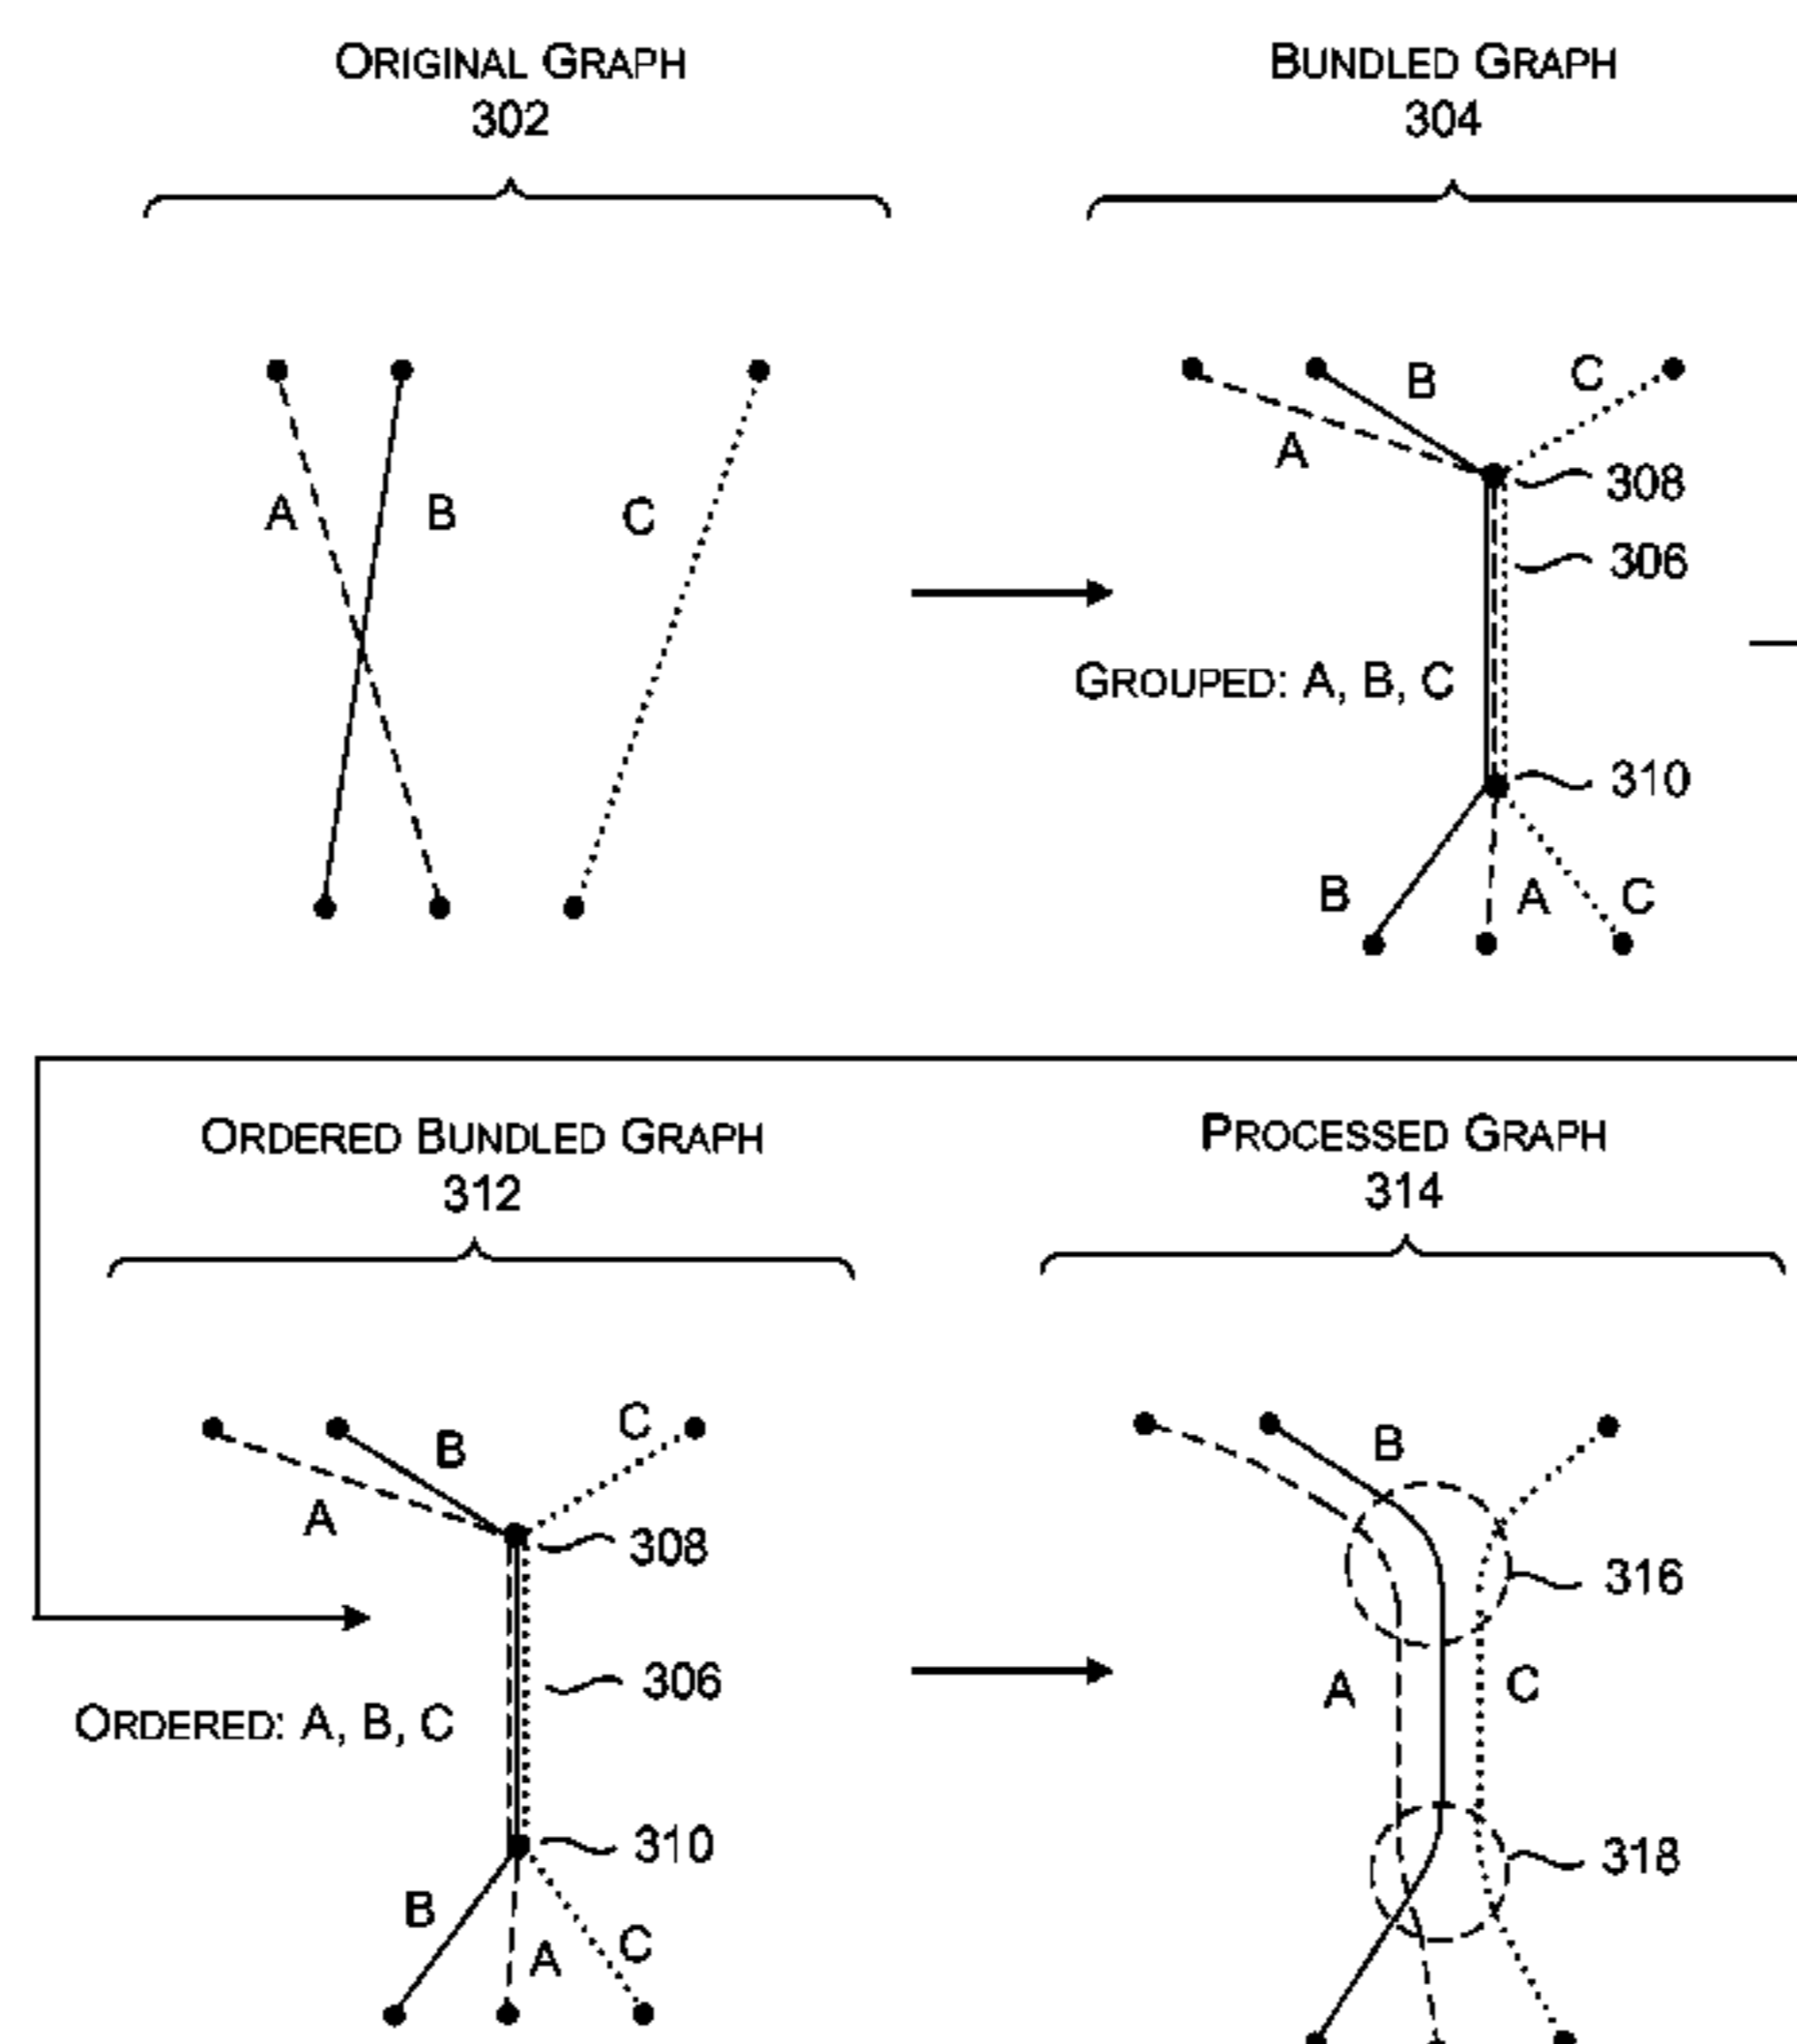 ORIGINAL GRAPH
302
BUNDLED GRAPH
304
A
B
C
B
C
A
308
306
GROUPED: A, B, C
310
B
A
C
ORDERED BUNDLED GRAPH
312
PROCESSED GRAPH
314
C
B
A
308
306
ORDERED: A, B, C
310
B
A
C
B
316
A
C
318